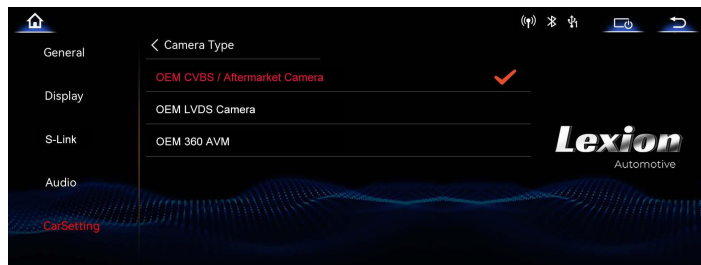 General
Display
S-Link
Audio
CarSetting
Camera Type
OEM CVBS / Aftermarket Camera
OEM LVDS Camera
OEM 360 AVM
Lexion
Automotive